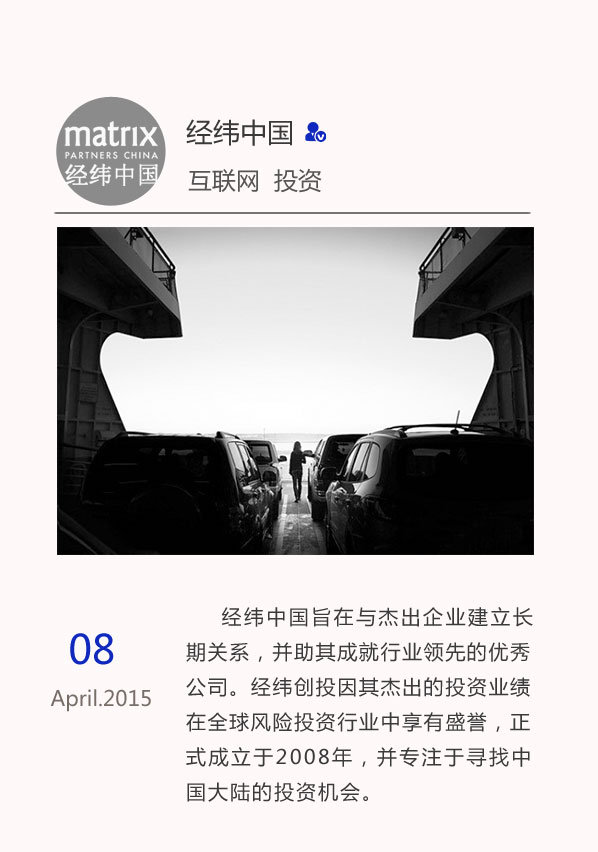 matrix
PARTNERS CHINA
经纬中国
经纬中国
互联网 投资
08
April.2015
经纬中国旨在与杰出企业建立长
期关系，并助其成就行业领先的优秀
公司。经纬创投因其杰出的投资业绩
在全球风险投资行业中享有盛誉，正
式成立于2008年，并专注于寻找中
国大陆的投资机会。